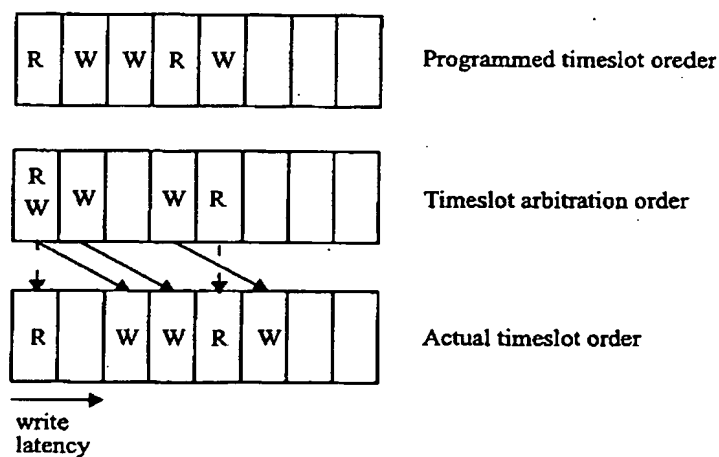 R W W R W Programmed timeslot oreder
R
W W W R Timeslot arbitration order
R W W R W Actual timeslot order
write
latency